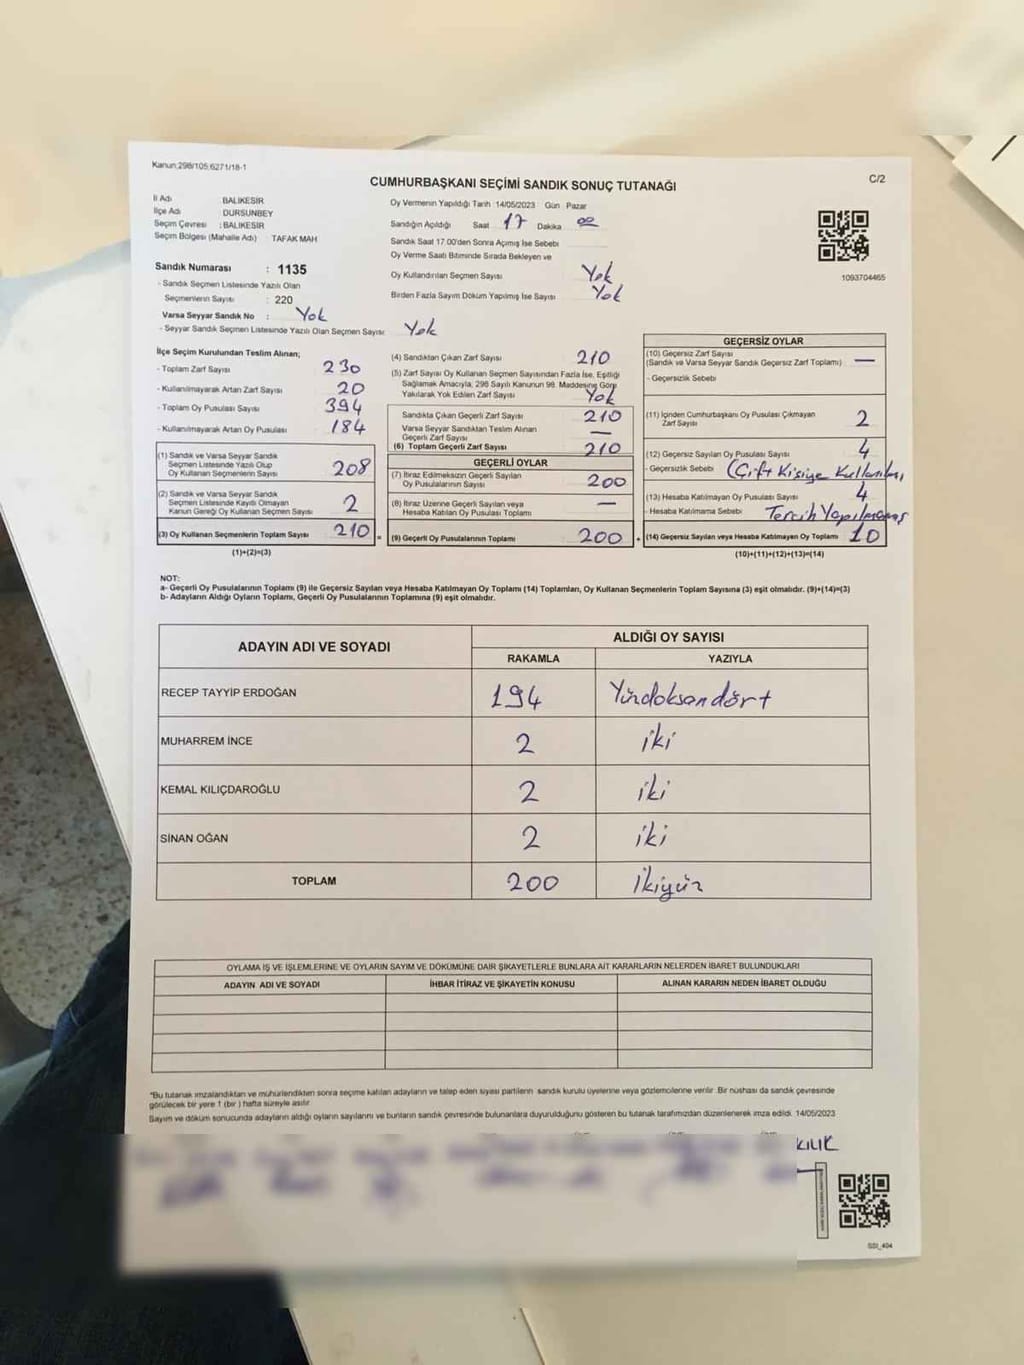 Kanun;298/105;6271/18-1
CUMHURBAŞKANI SEÇİMİ SANDIK SONUÇ TUTANAĞI
C/2
İl Adı BALIKESİR
İlçe Adı : DURSUNBEY
Seçim Çevresi : BALIKESİR
Seçim Bölgesi (Mahalle Adı) TAFAK MAH
Sandık Numarası : 1135
- Sandık Seçmen Listesinde Yazılı Olan
Seçmenlerin Sayısı : 220
Varsa Seyyar Sandık No : Yok
- Seyyar Sandık Seçmen Listesinde Yazılı Olan Seçmen Sayısı: Yok
Oy Vermenin Yapıldığı Tarih :14/05/2023 Gün Pazar
Sandığın Açıldığı Saat 17 Dakika 00
Sandık Saat 17.00'den Sonra Açımış İse Sebebi
Oy Verme Saati Bitiminde Sırada Bekleyen ve
Oy Kullandırılan Seçmen Sayısı Yok
Birden Fazla Sayım Döküm Yapılmış İse Sayısı Yok
1093704465
İlçe Seçim Kurulundan Teslim Alınan;
- Toplam Zarf Sayısı 230
- Kullanılmayarak Artan Zarf Sayısı 20
- Toplam Oy Pusulası Sayısı 394
- Kullanılmayarak Artan Oy Pusulası 184
(1) Sandık ve Varsa Seyyar Sandık
Seçmen Listesinde Yazılı Olup
Oy Kullanan Seçmenlerin Sayısı 208
(2) Sandık ve Varsa Seyyar Sandık
Seçmen Listesinde Kayıtlı Olmayan
Kanun Gereği Oy Kullanan Seçmen Sayısı 2
(3) Oy Kullanan Seçmenlerin Toplam Sayısı 210 =
(1)+(2)=(3)
(4) Sandıktan Çıkan Zarf Sayısı 210
(5) Zarf Sayısı Oy Kullanan Seçmen Sayısından Fazla İse, Eşitliği
Sağlamak Amacıyla, 298 Sayılı Kanunun 98. Maddesine Göre
Yakılarak Yok Edilen Zarf Sayısı Yok
Sandıkta Çıkan Geçerli Zarf Sayısı 210
Varsa Seyyar Sandıktan Teslim Alınan
Geçerli Zarf Sayısı —
(6) Toplam Geçerli Zarf Sayısı 210
GEÇERLİ OYLAR
(7) İtiraz Edilmeksizin Geçerli Sayılan
Oy Pusulalarının Sayısı 200
(8) İtiraz Üzerine Geçerli Sayılan veya
Hesaba Katılan Oy Pusulası Toplamı —
(9) Geçerli Oy Pusulalarının Toplamı 200 +
GEÇERSİZ OYLAR
(10) Geçersiz Zarf Sayısı
(Sandık ve Varsa Seyyar Sandık Geçersiz Zarf Toplamı) —
- Geçersizlik Sebebi
(11) İçinden Cumhurbaşkanı Oy Pusulası Çıkmayan
Zarf Sayısı 2
(12) Geçersiz Sayılan Oy Pusulası Sayısı 4
- Geçersizlik Sebebi (Çift Kişiye Kullanılmış
(13) Hesaba Katılmayan Oy Pusulası Sayısı 4
- Hesaba Katılmama Sebebi Tercih Yapılmamış
(14) Geçersiz Sayılan veya Hesaba Katılmayan Oy Toplamı 10
(10)+(11)+(12)+(13)=(14)
NOT:
a- Geçerli Oy Pusulalarının Toplamı (9) ile Geçersiz Sayılan veya Hesaba Katılmayan Oy Toplamı (14) Toplamları, Oy Kullanan Seçmenlerin Toplam Sayısına (3) eşit olmalıdır. (9)+(14)=(3)
b- Adayların Aldığı Oyların Toplamı, Geçerli Oy Pusulalarının Toplamına (9) eşit olmalıdır.
ADAYIN ADI VE SOYADI ALDIĞI OY SAYISI
RAKAMLA YAZIYLA
RECEP TAYYİP ERDOĞAN 194 Yüzdoksandört
MUHARREM İNCE 2 iki
KEMAL KILIÇDAROĞLU 2 iki
SİNAN OĞAN 2 iki
TOPLAM 200 İkiyüz
OYLAMA İŞ VE İŞLEMLERİNE VE OYLARIN SAYIM VE DÖKÜMÜNE DAİR ŞİKAYETLERLE BUNLARA AİT KARARLARIN NELERDEN İBARET BULUNDUKLARI
ADAYIN ADI VE SOYADI İHBAR İTİRAZ VE ŞİKAYETİN KONUSU ALINAN KARARIN NEDEN İBARET OLDUĞU
"Bu tutanak imzalandıktan ve mühürlendikten sonra seçime katılan adayların ve talep eden siyasi partilerin sandık kurulu üyelerine veya gözlemcilerine verilir. Bir nüshası da sandık çevresinde
görülecek bir yere 1 (bir) hafta süreyle asılır.
Sayım ve döküm sonucunda adayların aldığı oyların sayılarını ve bunların sandık çevresinde bulunanlara duyurulduğunu gösteren bu tutanak tarafımızdan düzenlenerek imza edildi. 14/05/2023
KILIK
SSI_404